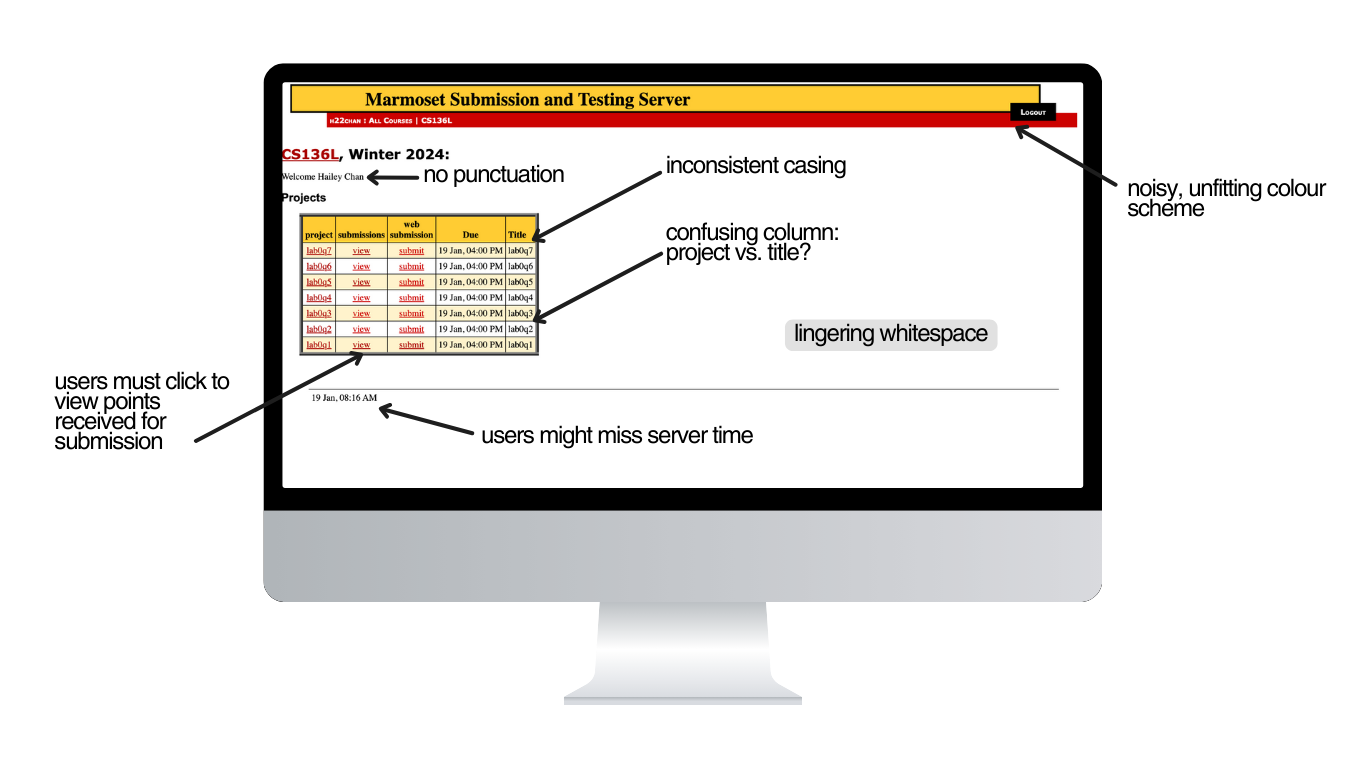 Marmoset Submission and Testing Server
Logout
h22chan : All Courses | CS136L
CS136L, Winter 2024:
Welcome Hailey Chan
no punctuation
inconsistent casing
noisy, unfitting colour
scheme
Projects
project submissions web submission Due Title
lab0q7 view submit 19 Jan, 04:00 PM lab0q7
lab0q6 view submit 19 Jan, 04:00 PM lab0q6
lab0q5 view submit 19 Jan, 04:00 PM lab0q5
lab0q4 view submit 19 Jan, 04:00 PM lab0q4
lab0q3 view submit 19 Jan, 04:00 PM lab0q3
lab0q2 view submit 19 Jan, 04:00 PM lab0q2
lab0q1 view submit 19 Jan, 04:00 PM lab0q1
confusing column:
project vs. title?
lingering whitespace
users must click to
view points
received for
submission
19 Jan, 08:16 AM
users might miss server time